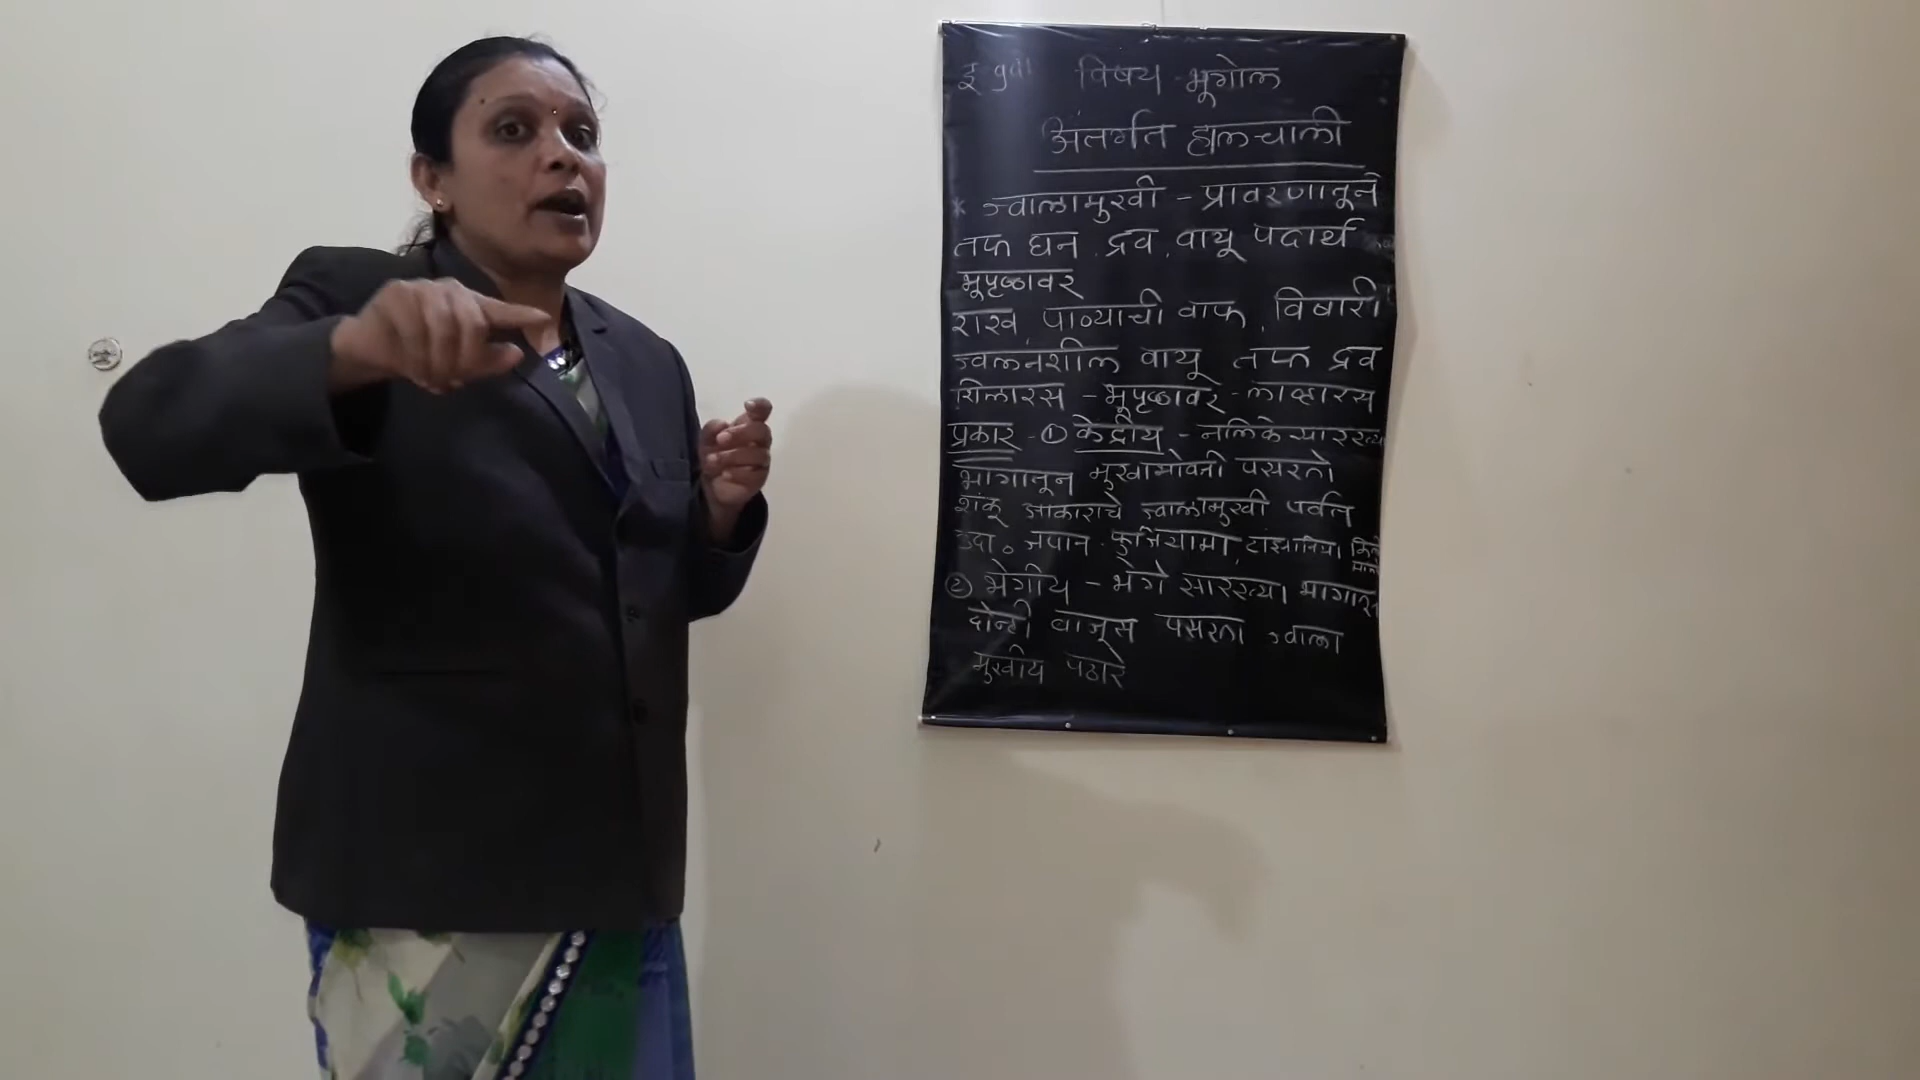 इ 9वी विषय - भूगोल
अंतर्गत हालचाली
* ज्वालामुखी - प्रावरणातून
तप्त घन, द्रव, वायू पदार्थ
भूपृष्ठावर
राख, पाण्याची वाफ, विषारी
ज्वलनशील वायू तप्त द्रव
शिलारस - भूपृष्ठावर - लाव्हारस
प्रकार - ① केंद्रीय - नलिकेसारख्या
भागातून मुखाभोवती पसरतो
शंकू आकाराचे ज्वालामुखी पर्वत
उदा. जपान - फुजियामा, टांझानिया
② भेगीय - भेगे सारख्या भागातून
दोन्ही बाजूस पसरतो ज्वाला
मुखीय पठारे